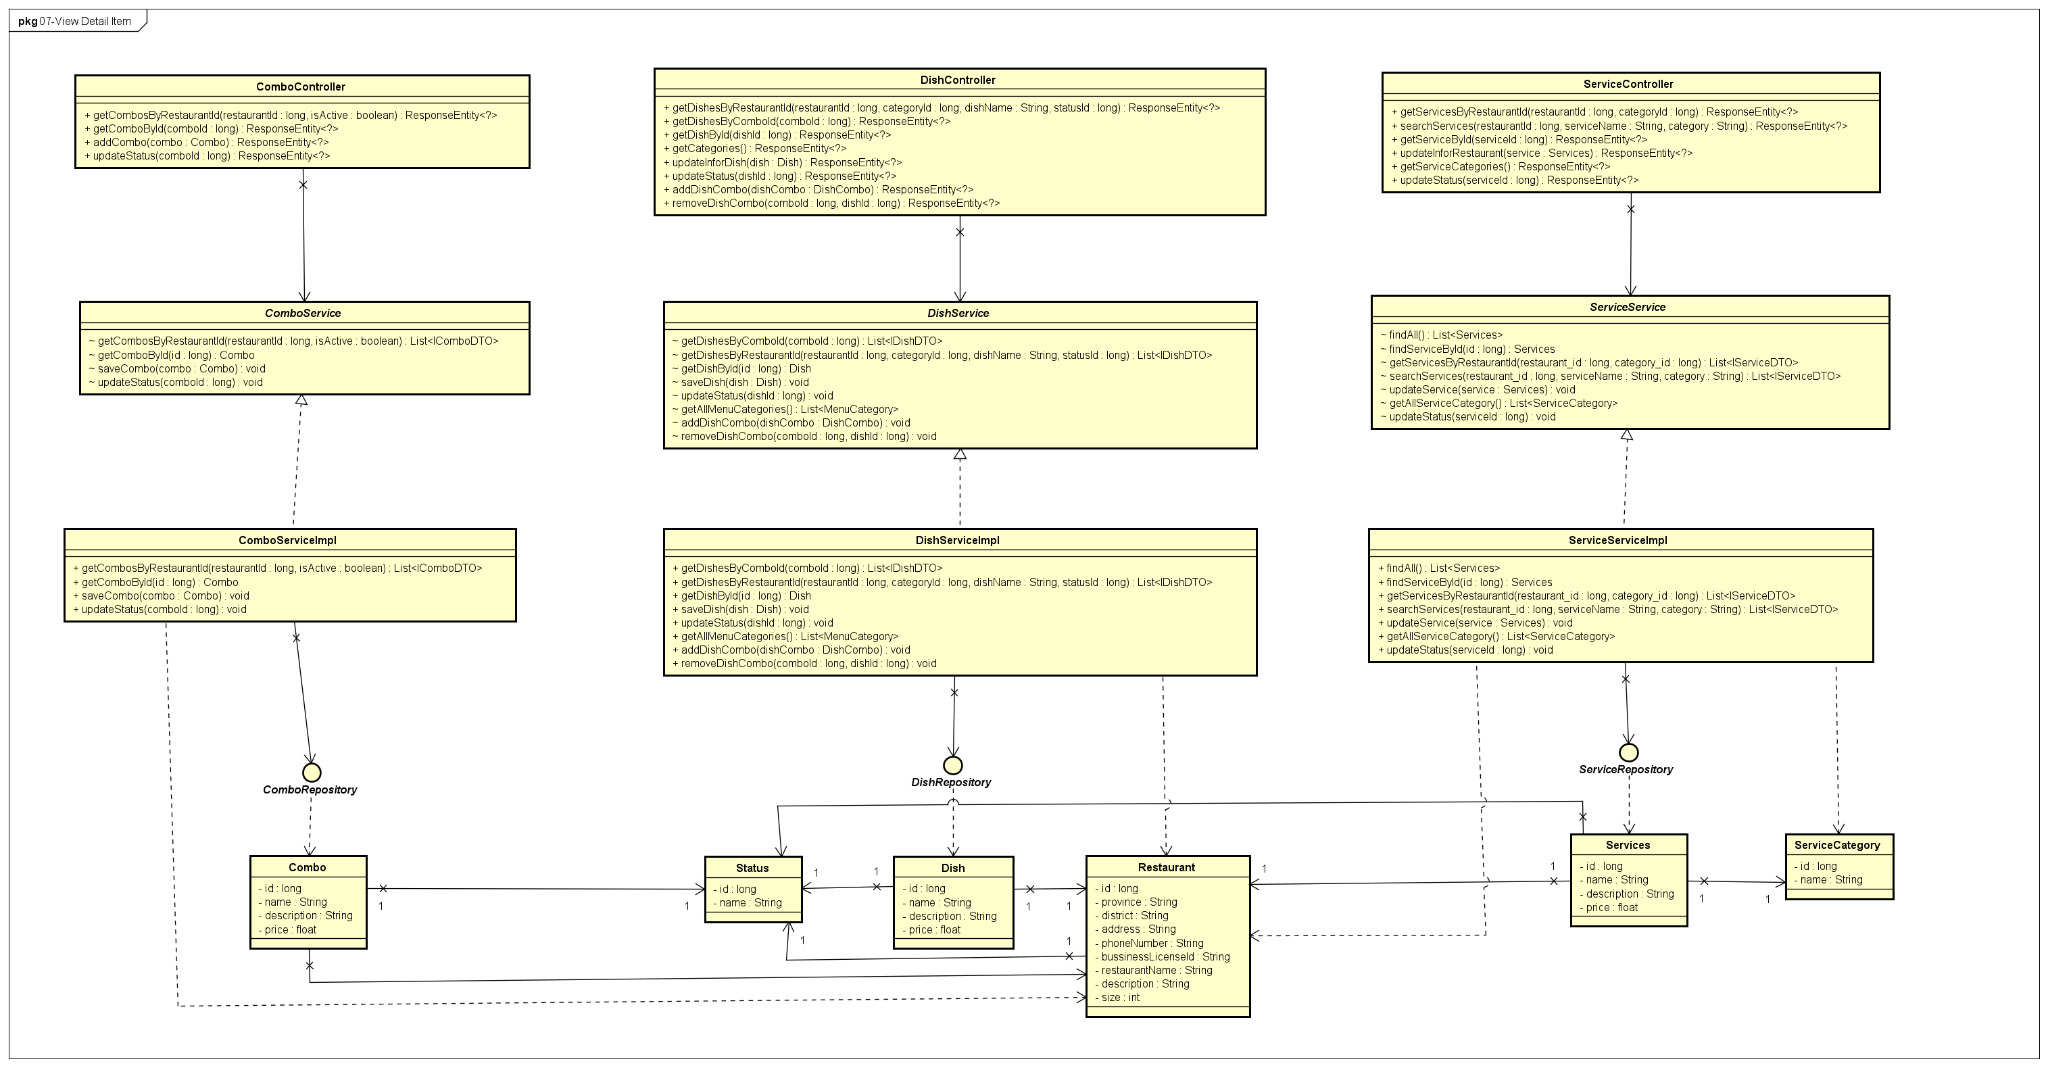 pkg 07-View Detail Item
ComboController
+ getCombosByRestaurantId(restaurantId : long, isActive : boolean) : ResponseEntity<?>
+ getComboById(comboId : long) : ResponseEntity<?>
+ addCombo(combo : Combo) : ResponseEntity<?>
+ updateStatus(comboId : long) : ResponseEntity<?>
DishController
+ getDishesByRestaurantId(restaurantId : long, categoryId : long, dishName : String, statusId : long) : ResponseEntity<?>
+ getDishesByComboId(comboId : long) : ResponseEntity<?>
+ getDishById(dishId : long) : ResponseEntity<?>
+ getCategories() : ResponseEntity<?>
+ updateInforDish(dish : Dish) : ResponseEntity<?>
+ updateStatus(dishId : long) : ResponseEntity<?>
+ addDishCombo(dishCombo : DishCombo) : ResponseEntity<?>
+ removeDishCombo(comboId : long, dishId : long) : ResponseEntity<?>
ServiceController
+ getServicesByRestaurantId(restaurantId : long, categoryId : long) : ResponseEntity<?>
+ searchServices(restaurantId : long, serviceName : String, category : String) : ResponseEntity<?>
+ getServiceById(serviceId : long) : ResponseEntity<?>
+ updateInforRestaurant(service : Services) : ResponseEntity<?>
+ getServiceCategories() : ResponseEntity<?>
+ updateStatus(serviceId : long) : ResponseEntity<?>
ComboService
~ getCombosByRestaurantId(restaurantId : long, isActive : boolean) : List<IComboDTO>
~ getComboById(id : long) : Combo
~ saveCombo(combo : Combo) : void
~ updateStatus(comboId : long) : void
DishService
~ getDishesByComboId(comboId : long) : List<IDishDTO>
~ getDishesByRestaurantId(restaurantId : long, categoryId : long, dishName : String, statusId : long) : List<IDishDTO>
~ getDishById(id : long) : Dish
~ saveDish(dish : Dish) : void
~ updateStatus(dishId : long) : void
~ getAllMenuCategories() : List<MenuCategory>
~ addDishCombo(dishCombo : DishCombo) : void
~ removeDishCombo(comboId : long, dishId : long) : void
ServiceService
~ findAll() : List<Services>
~ findServiceById(id : long) : Services
~ getServicesByRestaurantId(restaurant_id : long, category_id : long) : List<IServiceDTO>
~ searchServices(restaurant_id : long, serviceName : String, category : String) : List<IServiceDTO>
~ updateService(service : Services) : void
~ getAllServiceCategory() : List<ServiceCategory>
~ updateStatus(serviceId : long) : void
ComboServiceImpl
+ getCombosByRestaurantId(restaurantId : long, isActive : boolean) : List<IComboDTO>
+ getComboById(id : long) : Combo
+ saveCombo(combo : Combo) : void
+ updateStatus(comboId : long) : void
DishServiceImpl
+ getDishesByComboId(comboId : long) : List<IDishDTO>
+ getDishesByRestaurantId(restaurantId : long, categoryId : long, dishName : String, statusId : long) : List<IDishDTO>
+ getDishById(id : long) : Dish
+ saveDish(dish : Dish) : void
+ updateStatus(dishId : long) : void
+ getAllMenuCategories() : List<MenuCategory>
+ addDishCombo(dishCombo : DishCombo) : void
+ removeDishCombo(comboId : long, dishId : long) : void
ServiceServiceImpl
+ findAll() : List<Services>
+ findServiceById(id : long) : Services
+ getServicesByRestaurantId(restaurant_id : long, category_id : long) : List<IServiceDTO>
+ searchServices(restaurant_id : long, serviceName : String, category : String) : List<IServiceDTO>
+ updateService(service : Services) : void
+ getAllServiceCategory() : List<ServiceCategory>
+ updateStatus(serviceId : long) : void
ComboRepository
DishRepository
ServiceRepository
Combo
- id : long
- name : String
- description : String
- price : float
1
1
Status
- id : long
- name : String
1
1
1
Dish
- id : long
- name : String
- description : String
- price : float
1
1
1
Restaurant
- id : long
- province : String
- district : String
- address : String
- phoneNumber : String
- bussinessLicenseId : String
- restaurantName : String
- description : String
- size : int
1
1
Services
- id : long
- name : String
- description : String
- price : float
1
1
ServiceCategory
- id : long
- name : String